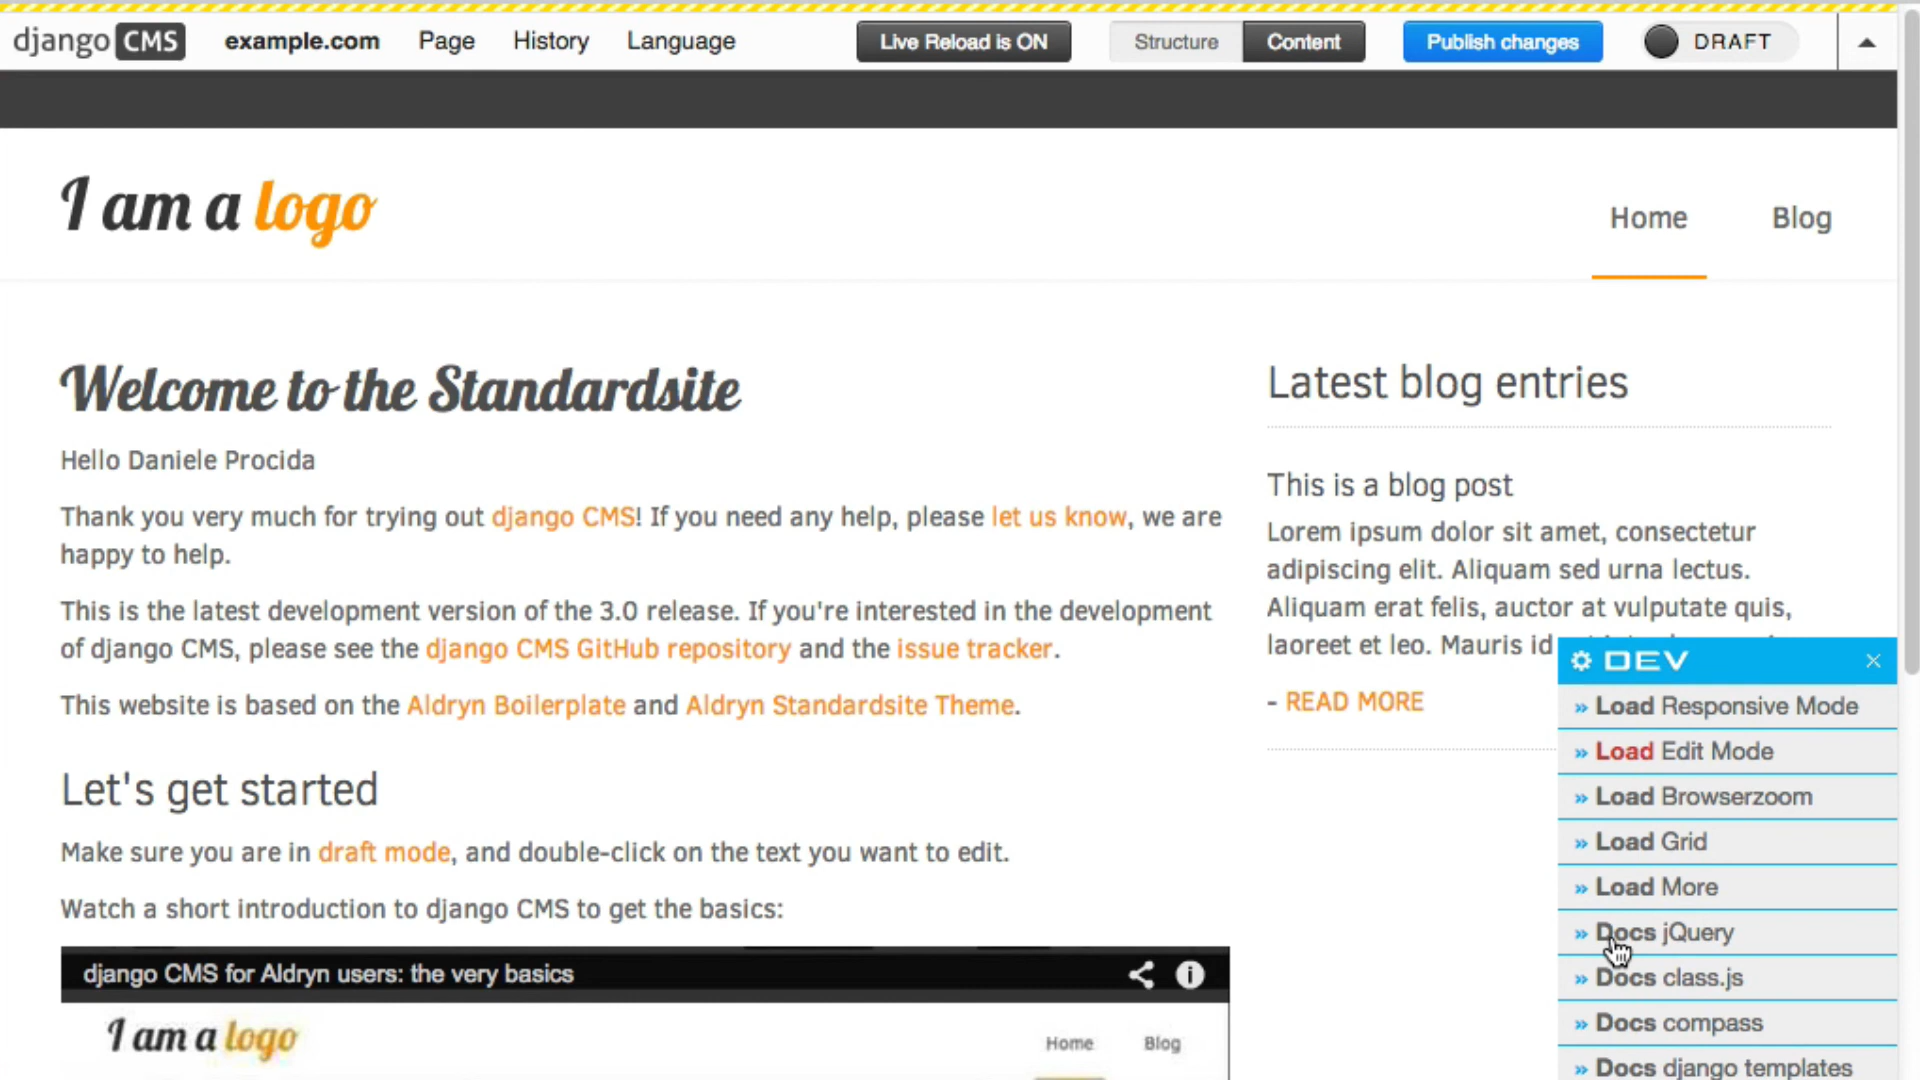 django CMS example.com Page History Language Live Reload is ON Structure Content Publish changes DRAFT
I am a logo
Home Blog
Welcome to the Standardsite
Hello Daniele Procida
Thank you very much for trying out django CMS! If you need any help, please let us know, we are
happy to help.
This is the latest development version of the 3.0 release. If you're interested in the development
of django CMS, please see the django CMS GitHub repository and the issue tracker.
This website is based on the Aldryn Boilerplate and Aldryn Standardsite Theme.
Let's get started
Make sure you are in draft mode, and double-click on the text you want to edit.
Watch a short introduction to django CMS to get the basics:
django CMS for Aldryn users: the very basics
I am a logo
Home Blog
Latest blog entries
This is a blog post
Lorem ipsum dolor sit amet, consectetur
adipiscing elit. Aliquam sed urna lectus.
Aliquam erat felis, auctor at vulputate quis,
laoreet et leo. Mauris id
- READ MORE
DEV
» Load Responsive Mode
» Load Edit Mode
» Load Browserzoom
» Load Grid
» Load More
» Docs jQuery
» Docs class.js
» Docs compass
» Docs django templates